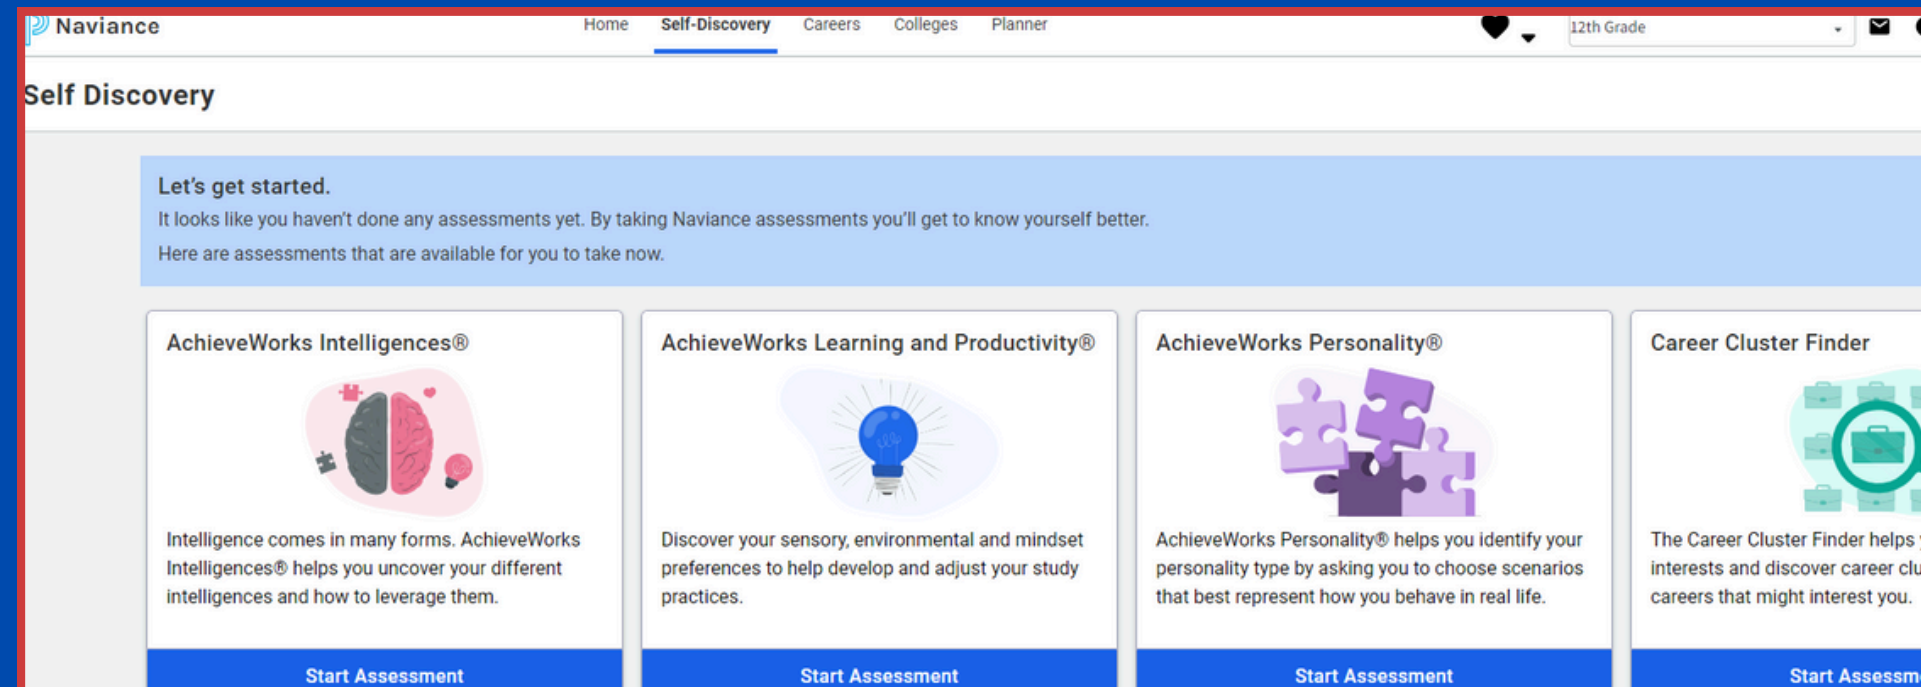 Naviance
Home Self-Discovery Careers Colleges Planner
12th Grade
Self Discovery
Let's get started.
It looks like you haven't done any assessments yet. By taking Naviance assessments you'll get to know yourself better.
Here are assessments that are available for you to take now.
AchieveWorks Intelligences®
Intelligence comes in many forms. AchieveWorks
Intelligences® helps you uncover your different
intelligences and how to leverage them.
Start Assessment
AchieveWorks Learning and Productivity®
Discover your sensory, environmental and mindset
preferences to help develop and adjust your study
practices.
Start Assessment
AchieveWorks Personality®
AchieveWorks Personality® helps you identify your
personality type by asking you to choose scenarios
that best represent how you behave in real life.
Start Assessment
Career Cluster Finder
The Career Cluster Finder helps
interests and discover career
careers that might interest you.
Start